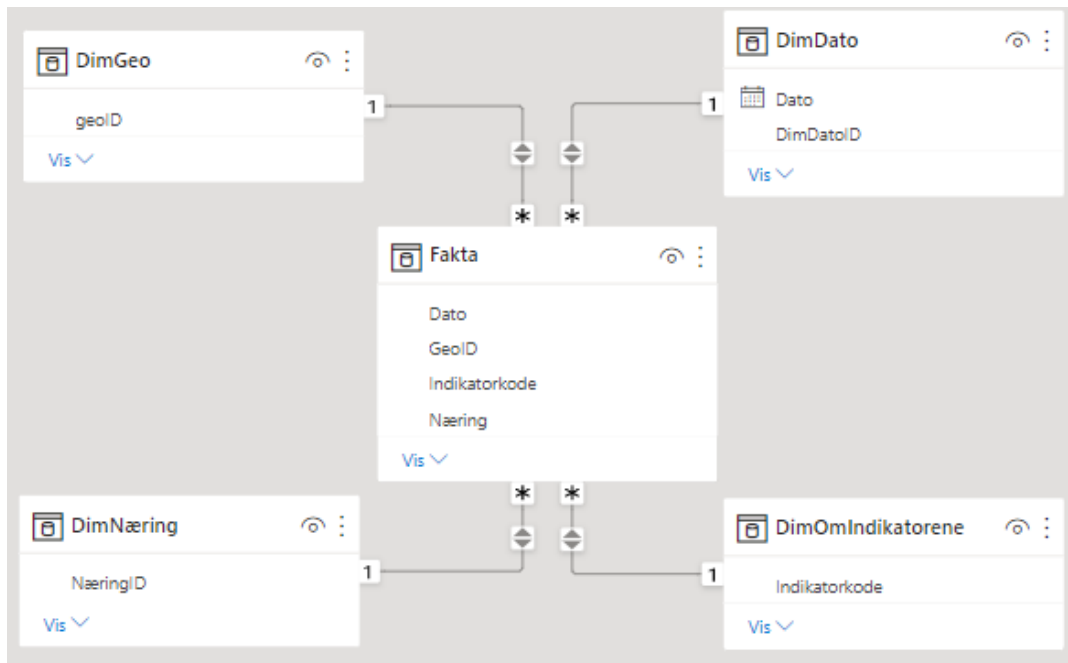 DimGeo
geoID
Vis
1
DimDato
Dato
DimDatoID
Vis
1
*
*
Fakta
Dato
GeoID
Indikatorkode
Næring
Vis
*
*
DimNæring
NæringID
Vis
1
DimOmIndikatorene
Indikatorkode
Vis
1